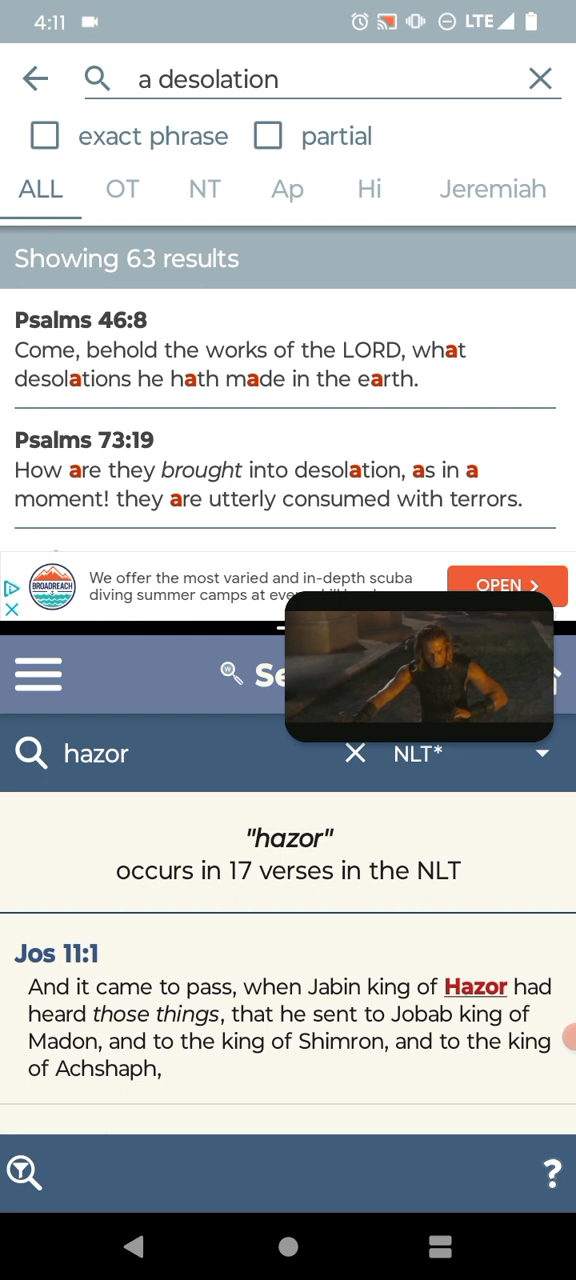 4:11 LTE
a desolation
exact phrase partial
ALL OT NT Ap Hi Jeremiah
Showing 63 results
Psalms 46:8
Come, behold the works of the LORD, what
desolations he hath made in the earth.
Psalms 73:19
How are they brought into desolation, as in a
moment! they are utterly consumed with terrors.
BROADREACH
We offer the most varied and in-depth scuba
diving summer camps at
OPEN
W
hazor NLT*
"hazor"
occurs in 17 verses in the NLT
Jos 11:1
And it came to pass, when Jabin king of Hazor had
heard those things, that he sent to Jobab king of
Madon, and to the king of Shimron, and to the king
of Achshaph,
?